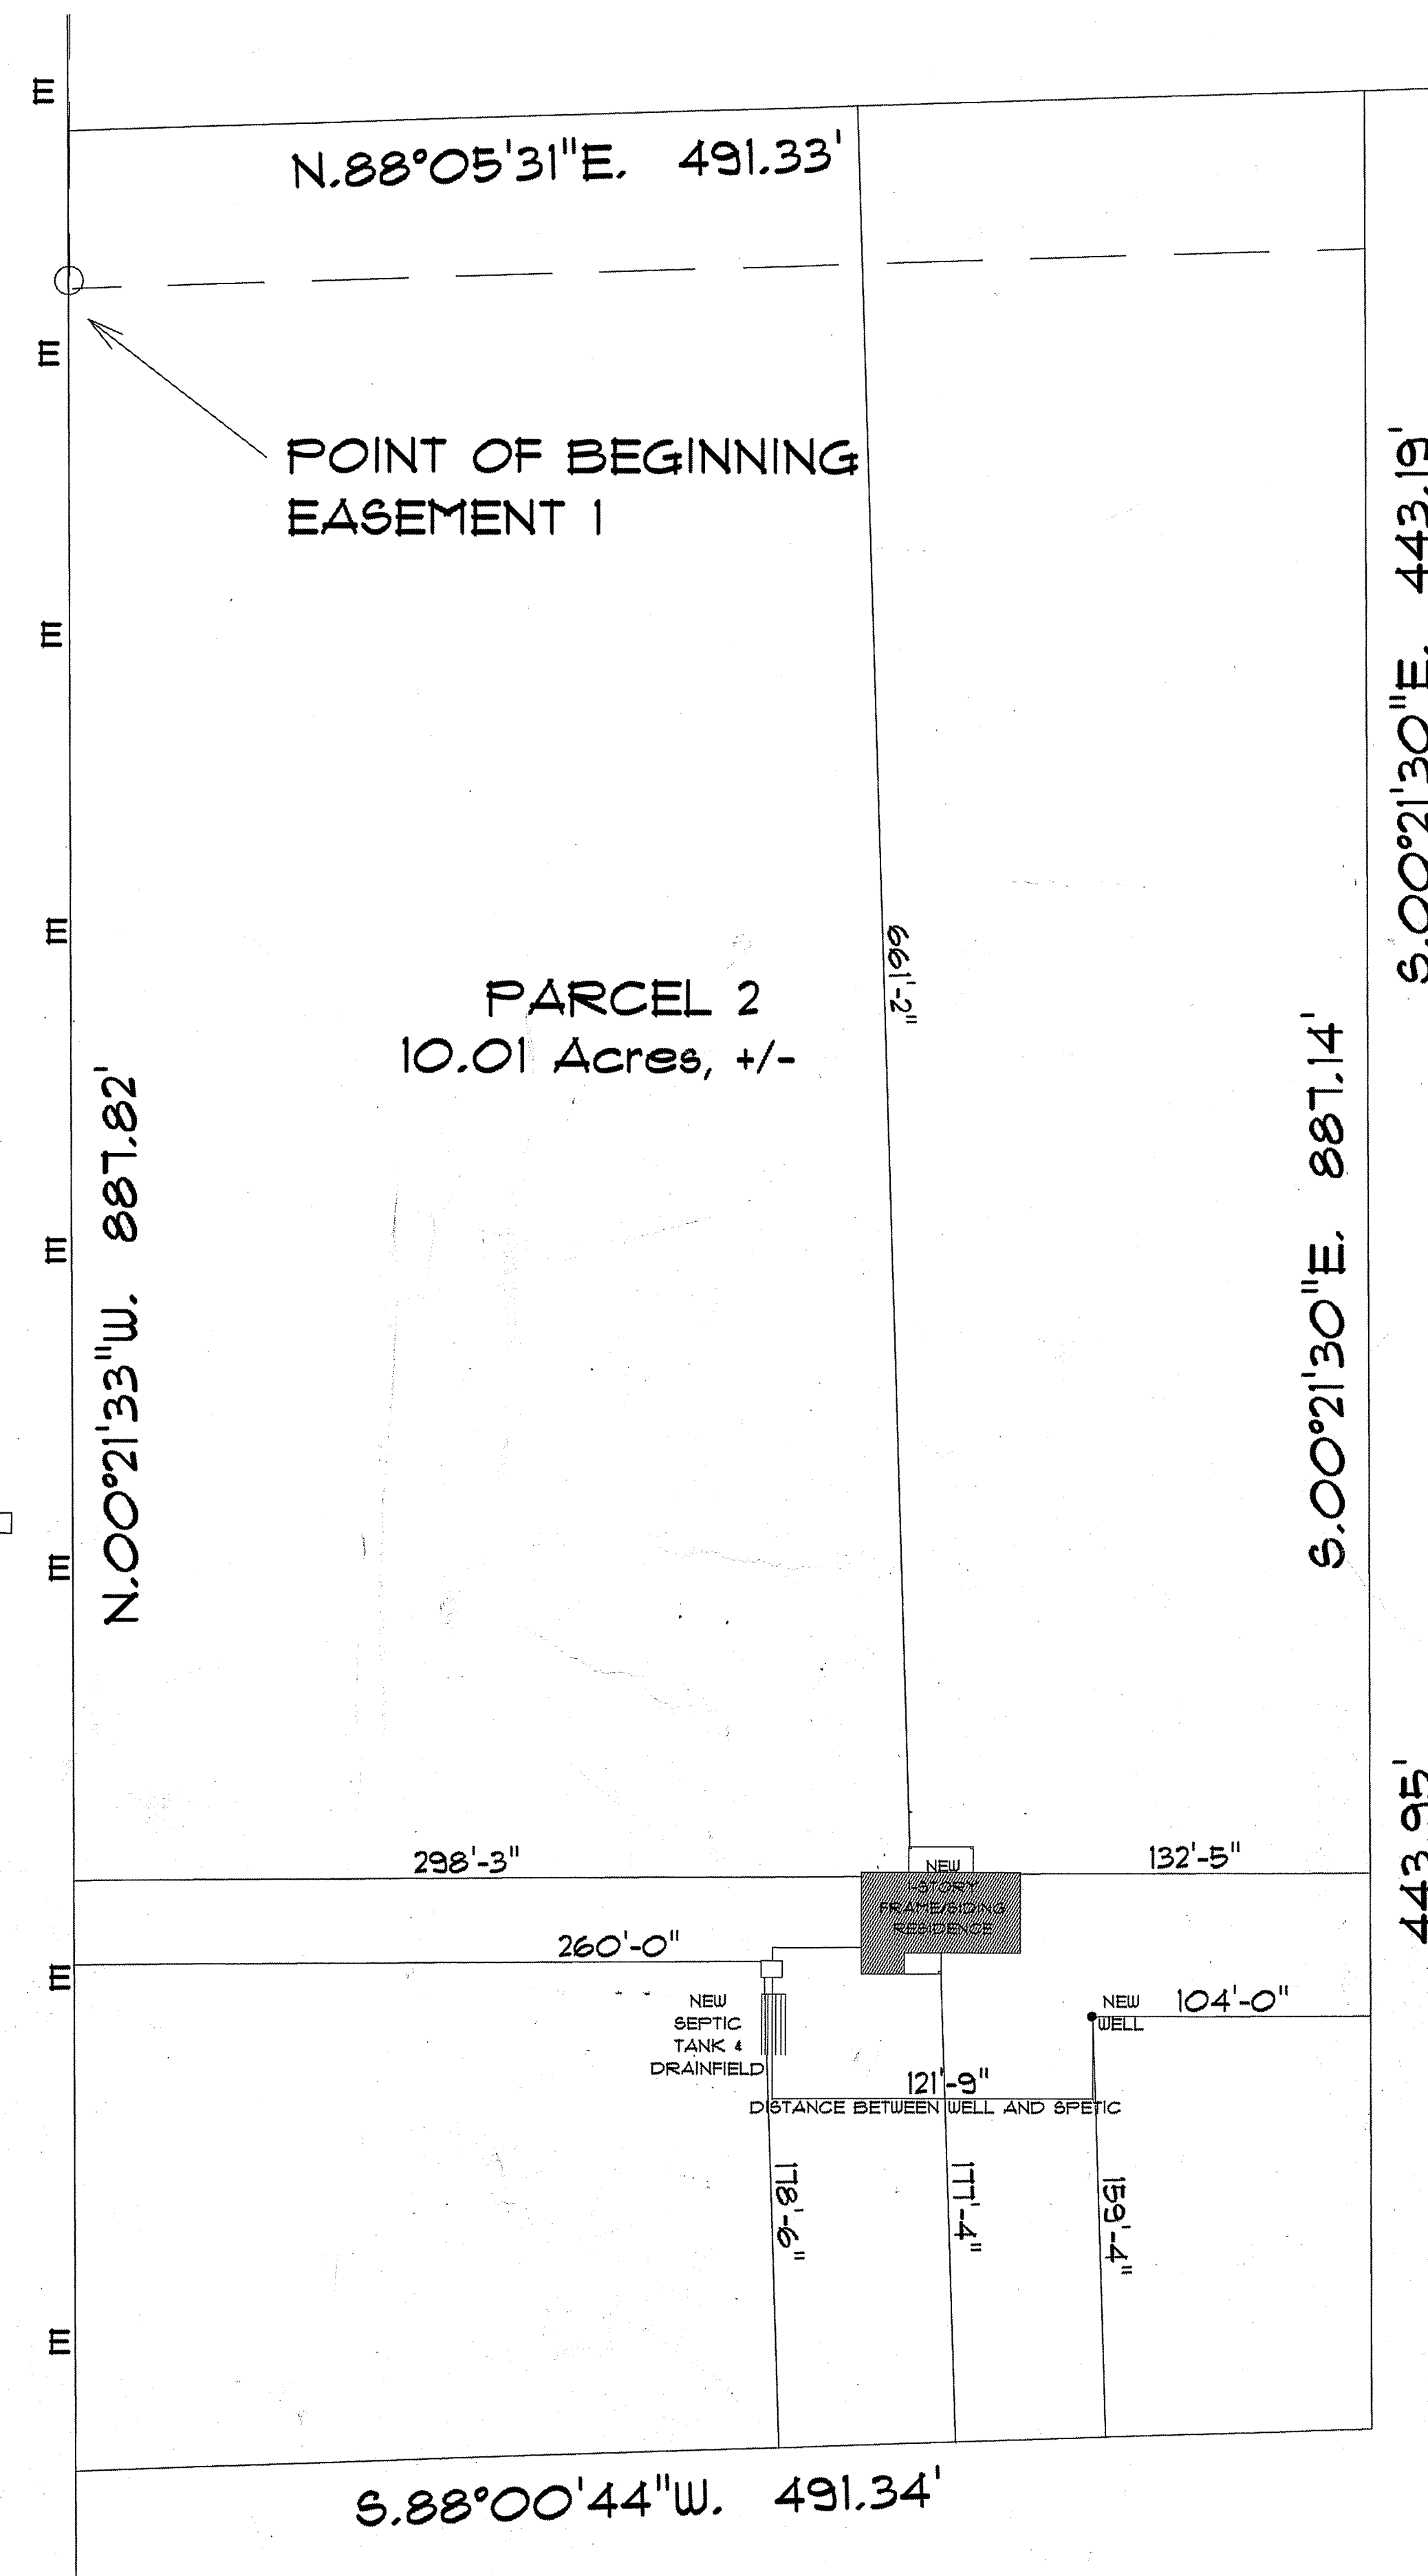 N.88°05'31"E. 491.33'
POINT OF BEGINNING
EASEMENT 1
S.00°21'30"E. 443.19'
661'-2"
PARCEL 2
10.01 Acres, +/-
N.00°21'33"W. 887.82'
S.00°21'30"E. 887.14'
443.95'
298'-3"
132'-5"
NEW
1-STORY
FRAME/SIDING
RESIDENCE
260'-0"
NEW
SEPTIC
TANK &
DRAINFIELD
NEW
WELL
104'-0"
121'-9"
DISTANCE BETWEEN WELL AND SPETIC
178'-6"
177'-4"
159'-4"
S.88°00'44"W. 491.34'
E
E
E
E
E
E
E
E